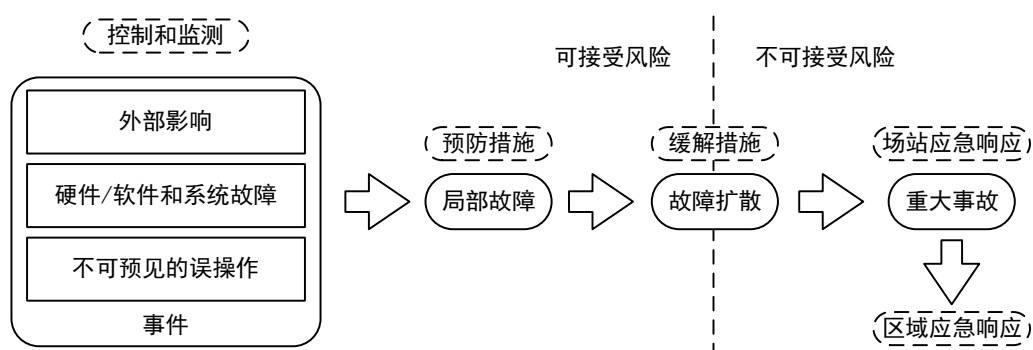 控制和监测
可接受风险
不可接受风险
外部影响
硬件/软件和系统故障
不可预见的误操作
事件
预防措施
局部故障
缓解措施
故障扩散
场站应急响应
重大事故
区域应急响应